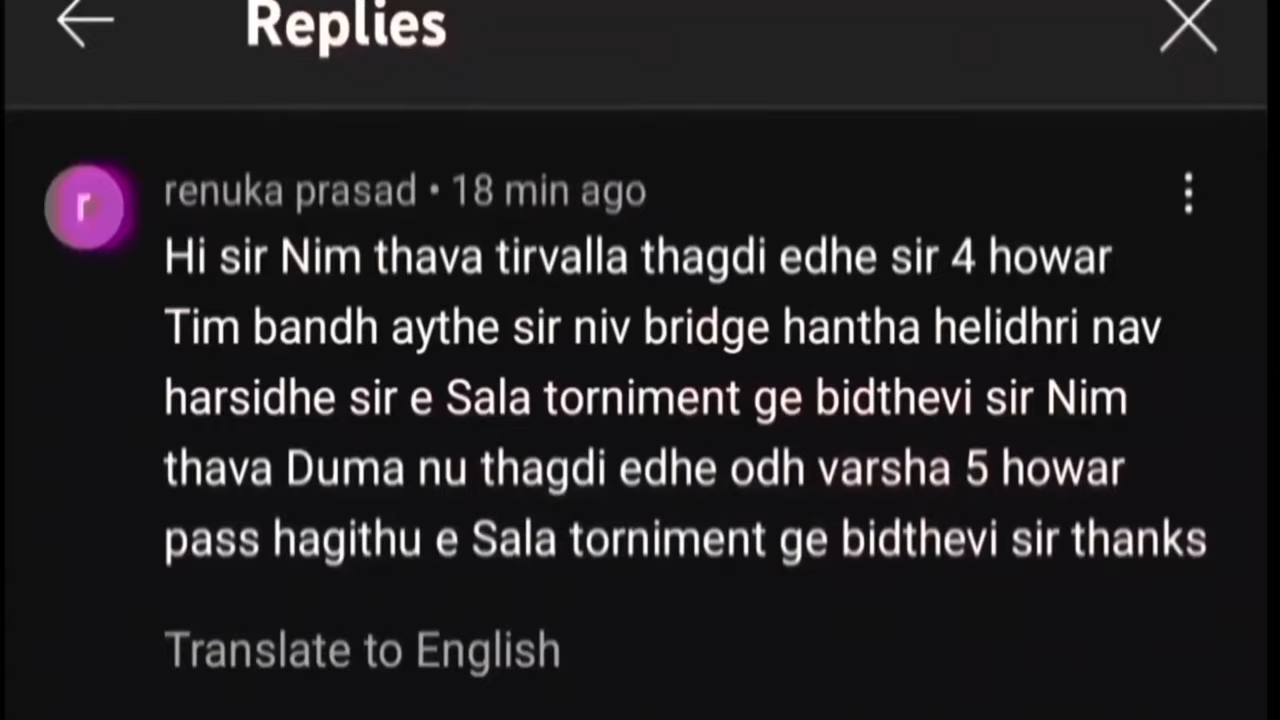 Replies
r
renuka prasad • 18 min ago
Hi sir Nim thava tirvalla thagdi edhe sir 4 howar
Tim bandh aythe sir niv bridge hantha helidhri nav
harsidhe sir e Sala torniment ge bidthevi sir Nim
thava Duma nu thagdi edhe odh varsha 5 howar
pass hagithu e Sala torniment ge bidthevi sir thanks
Translate to English